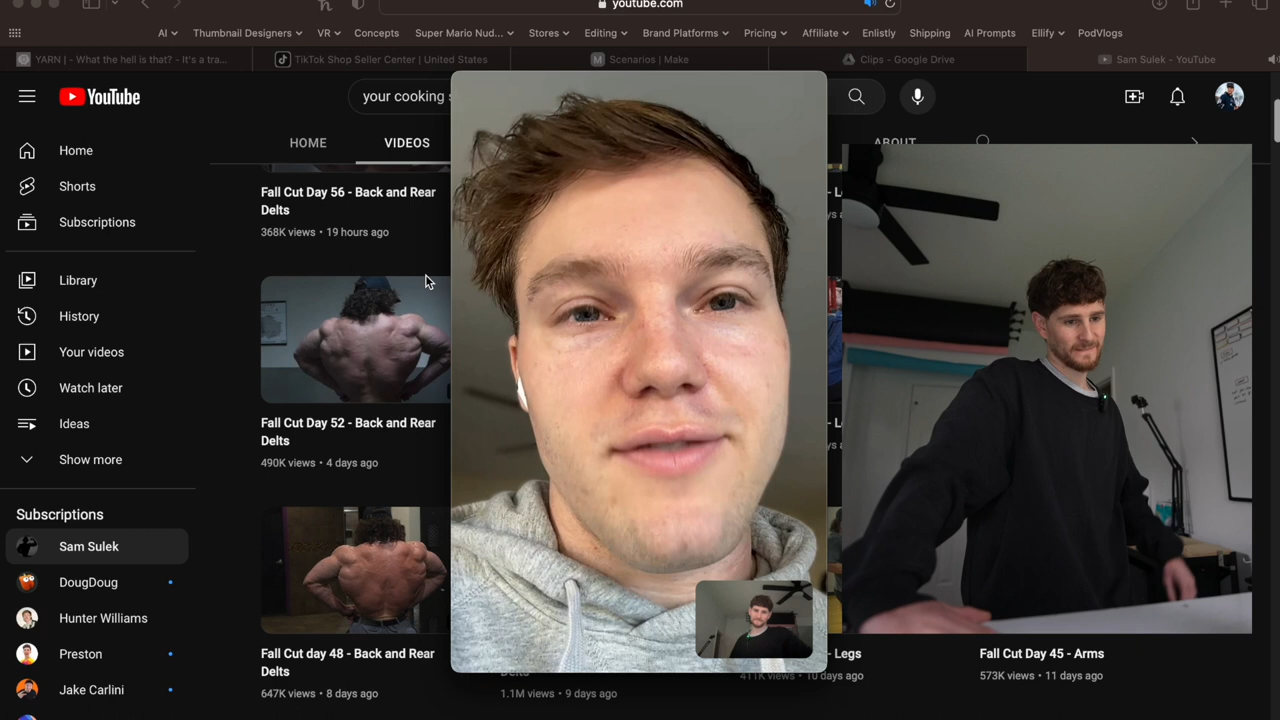 youtube.com
AI
Thumbnail Designers
VR
Concepts
Super Mario Nud...
Stores
Editing
Brand Platforms
Pricing
Affiliate
Enlistly
Shipping
AI Prompts
Ellify
PodVlogs
YARN | - What the hell is that? - It's a tra...
TikTok Shop Seller Center | United States
Scenarios | Make
Clips - Google Drive
Sam Sulek - YouTube
YouTube
your cooking s
HOME
VIDEOS
ABOUT
Home
Shorts
Subscriptions
Library
History
Your videos
Watch later
Ideas
Show more
Subscriptions
Sam Sulek
DougDoug
Hunter Williams
Preston
Jake Carlini
Fall Cut Day 56 - Back and Rear
Delts
368K views • 19 hours ago
Fall Cut Day 52 - Back and Rear
Delts
490K views • 4 days ago
Fall Cut day 48 - Back and Rear
Delts
647K views • 8 days ago
Delts
1.1M views • 9 days ago
- Legs
411K views • 10 days ago
Fall Cut Day 45 - Arms
573K views • 11 days ago